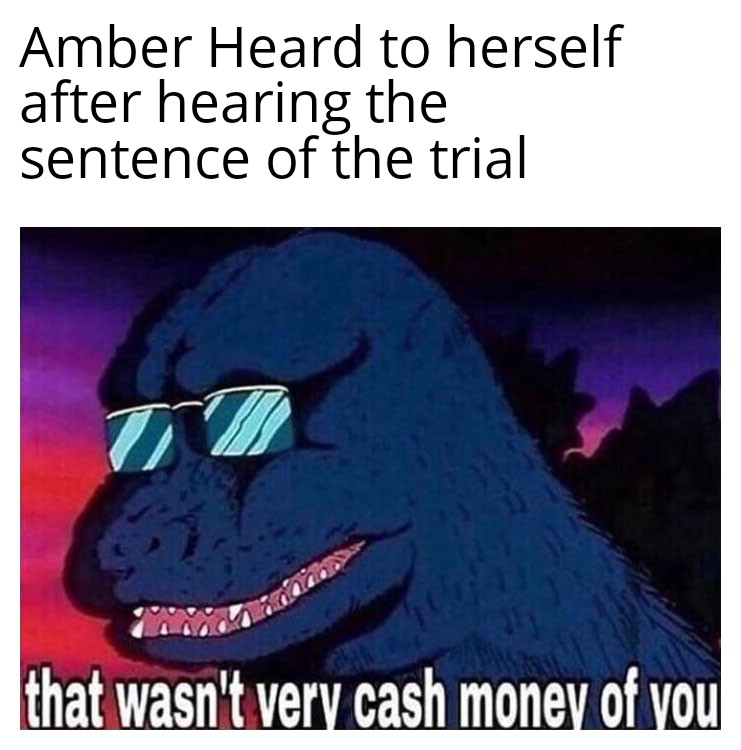 Amber Heard to herself
after hearing the
sentence of the trial
that wasn't very cash money of you